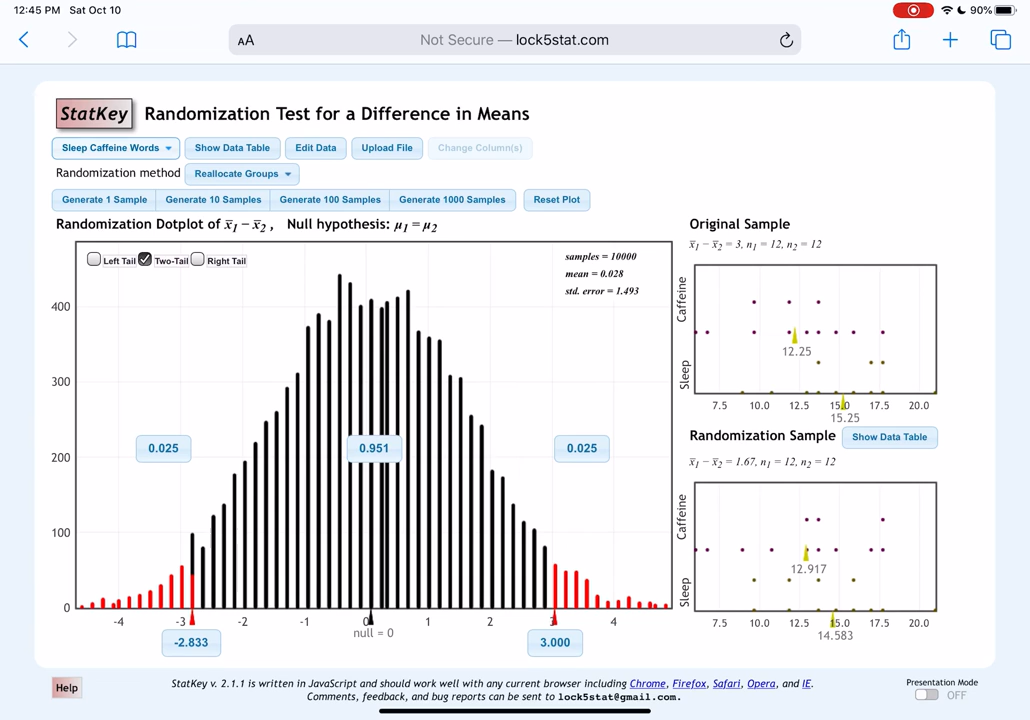 12:45 PM Sat Oct 10
90%
AA
Not Secure — lock5stat.com
StatKey Randomization Test for a Difference in Means
Sleep Caffeine Words Show Data Table Edit Data Upload File Change Column(s)
Randomization method Reallocate Groups
Generate 1 Sample Generate 10 Samples Generate 100 Samples Generate 1000 Samples Reset Plot
Randomization Dotplot of x̅₁ − x̅₂ , Null hypothesis: μ₁ = μ₂
Left Tail Two-Tail Right Tail
samples = 10000
mean = 0.028
std. error = 1.493
400
300
200
100
0
0.025 0.951 0.025
-4 -3 -2 -1 0 1 2 3 4
null = 0
-2.833 3.000
Original Sample
x̅₁ − x̅₂ = 3, n₁ = 12, n₂ = 12
Caffeine
Sleep
12.25
7.5 10.0 12.5 15.0 17.5 20.0
15.25
Randomization Sample Show Data Table
x̅₁ − x̅₂ = 1.67, n₁ = 12, n₂ = 12
Caffeine
Sleep
12.917
7.5 10.0 12.5 15.0 17.5 20.0
14.583
Help
StatKey v. 2.1.1 is written in JavaScript and should work well with any current browser including Chrome, Firefox, Safari, Opera, and IE.
Comments, feedback, and bug reports can be sent to lock5stat@gmail.com.
Presentation Mode
OFF